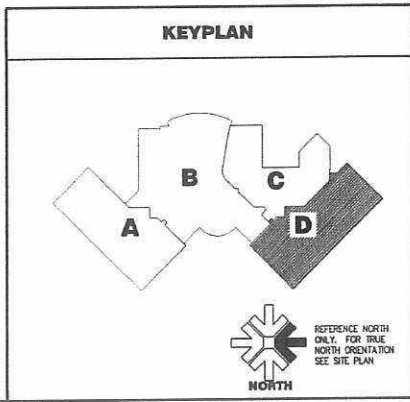 KEYPLAN
B
C
A
D
REFERENCE NORTH
ONLY. FOR TRUE
NORTH ORIENTATION
SEE SITE PLAN
NORTH